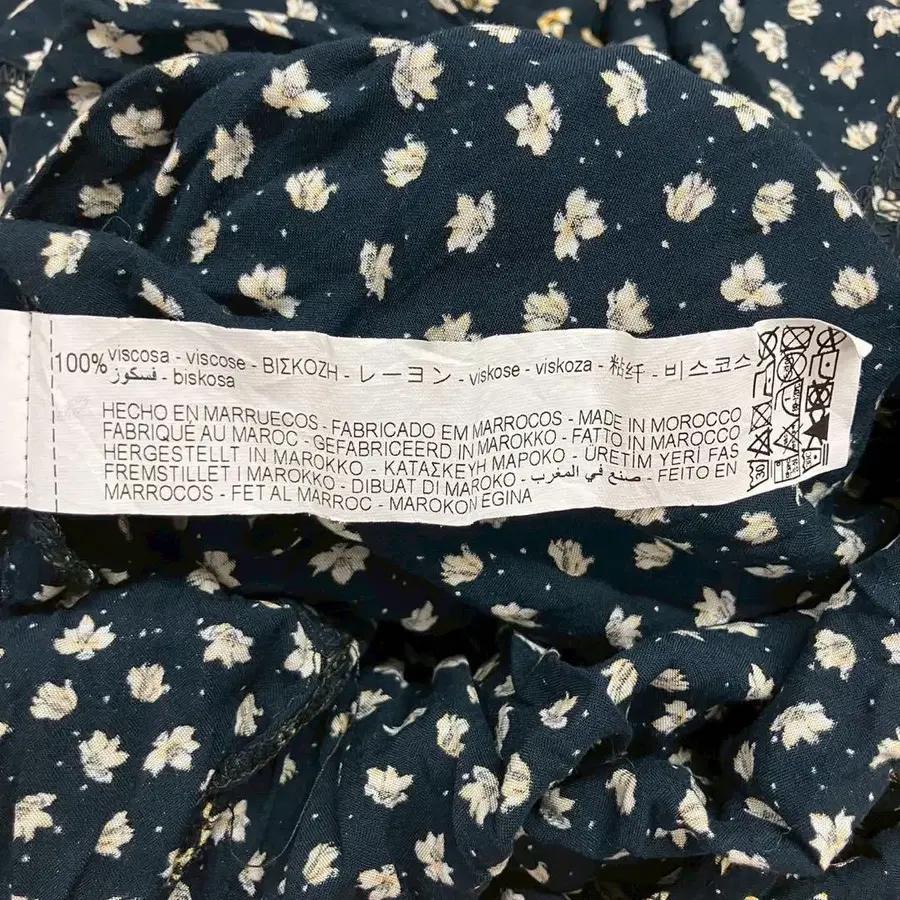 100% viscosa - viscose - ΒΙΣΚΟΖΗ - レーヨン - viskose - viskoza - 粘纤 - 비스코스
فسكوز - biskosa
HECHO EN MARRUECOS - FABRICADO EM MARROCOS - MADE IN MOROCCO
FABRIQUÉ AU MAROC - GEFABRICEERD IN MAROKKO - FATTO IN MAROCCO
HERGESTELLT IN MAROKKO - ΚΑΤΑΣΚΕΥΗ ΜΑΡΟΚΟ - ÜRETİM YERİ FAS
FREMSTILLET I MAROKKO - DIBUAT DI MAROKO - صنع في المغرب - FEITO EN
MARROCOS - FET AL MARROC - MAROKON EGINA
30